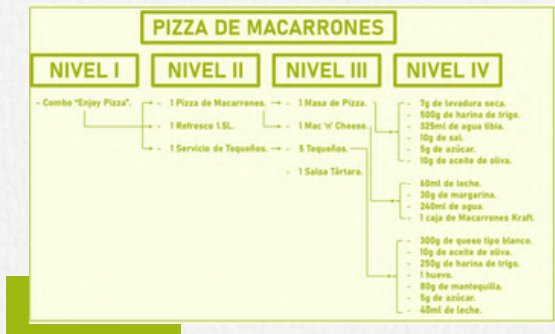 PIZZA DE MACARRONES
NIVEL I
NIVEL II
NIVEL III
NIVEL IV
- Combo "Enjoy Pizza".
- 1 Pizza de Macarrones.
- 1 Refresco 1.5L.
- 1 Servicio de Tequeños.
- 1 Masa de Pizza.
- 1 Mac 'n' Cheese.
- 5 Tequeños.
- 1 Salsa Tártara.
- 7g de levadura seca.
- 500g de harina de trigo.
- 325ml de agua tibia.
- 10g de sal.
- 5g de azúcar.
- 10g de aceite de oliva.
- 60ml de leche.
- 30g de margarina.
- 240ml de agua.
- 1 caja de Macarrones Kraft.
- 300g de queso tipo blanco.
- 10g de aceite de oliva.
- 250g de harina de trigo.
- 1 huevo.
- 80g de mantequilla.
- 5g de azúcar.
- 40ml de leche.